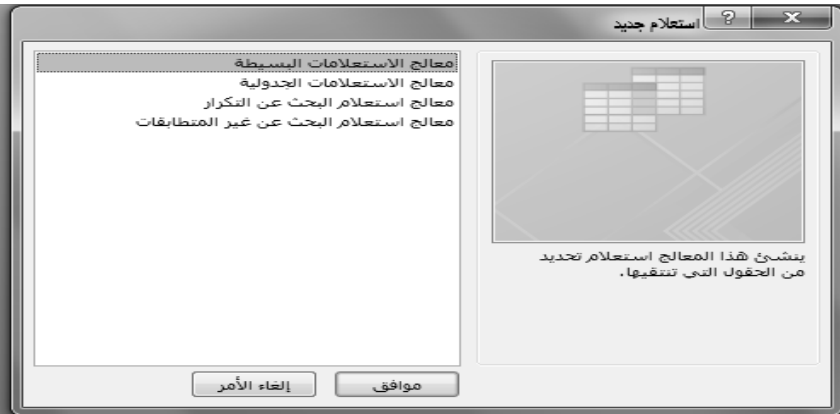 استعلام جديد
معالج الاستعلامات البسيطة
معالج الاستعلامات الجدولية
معالج استعلام البحث عن التكرار
معالج استعلام البحث عن غير المتطابقات
ينشئ هذا المعالج استعلام تحديد
من الحقول التي تنتقيها.
موافق
إلغاء الأمر